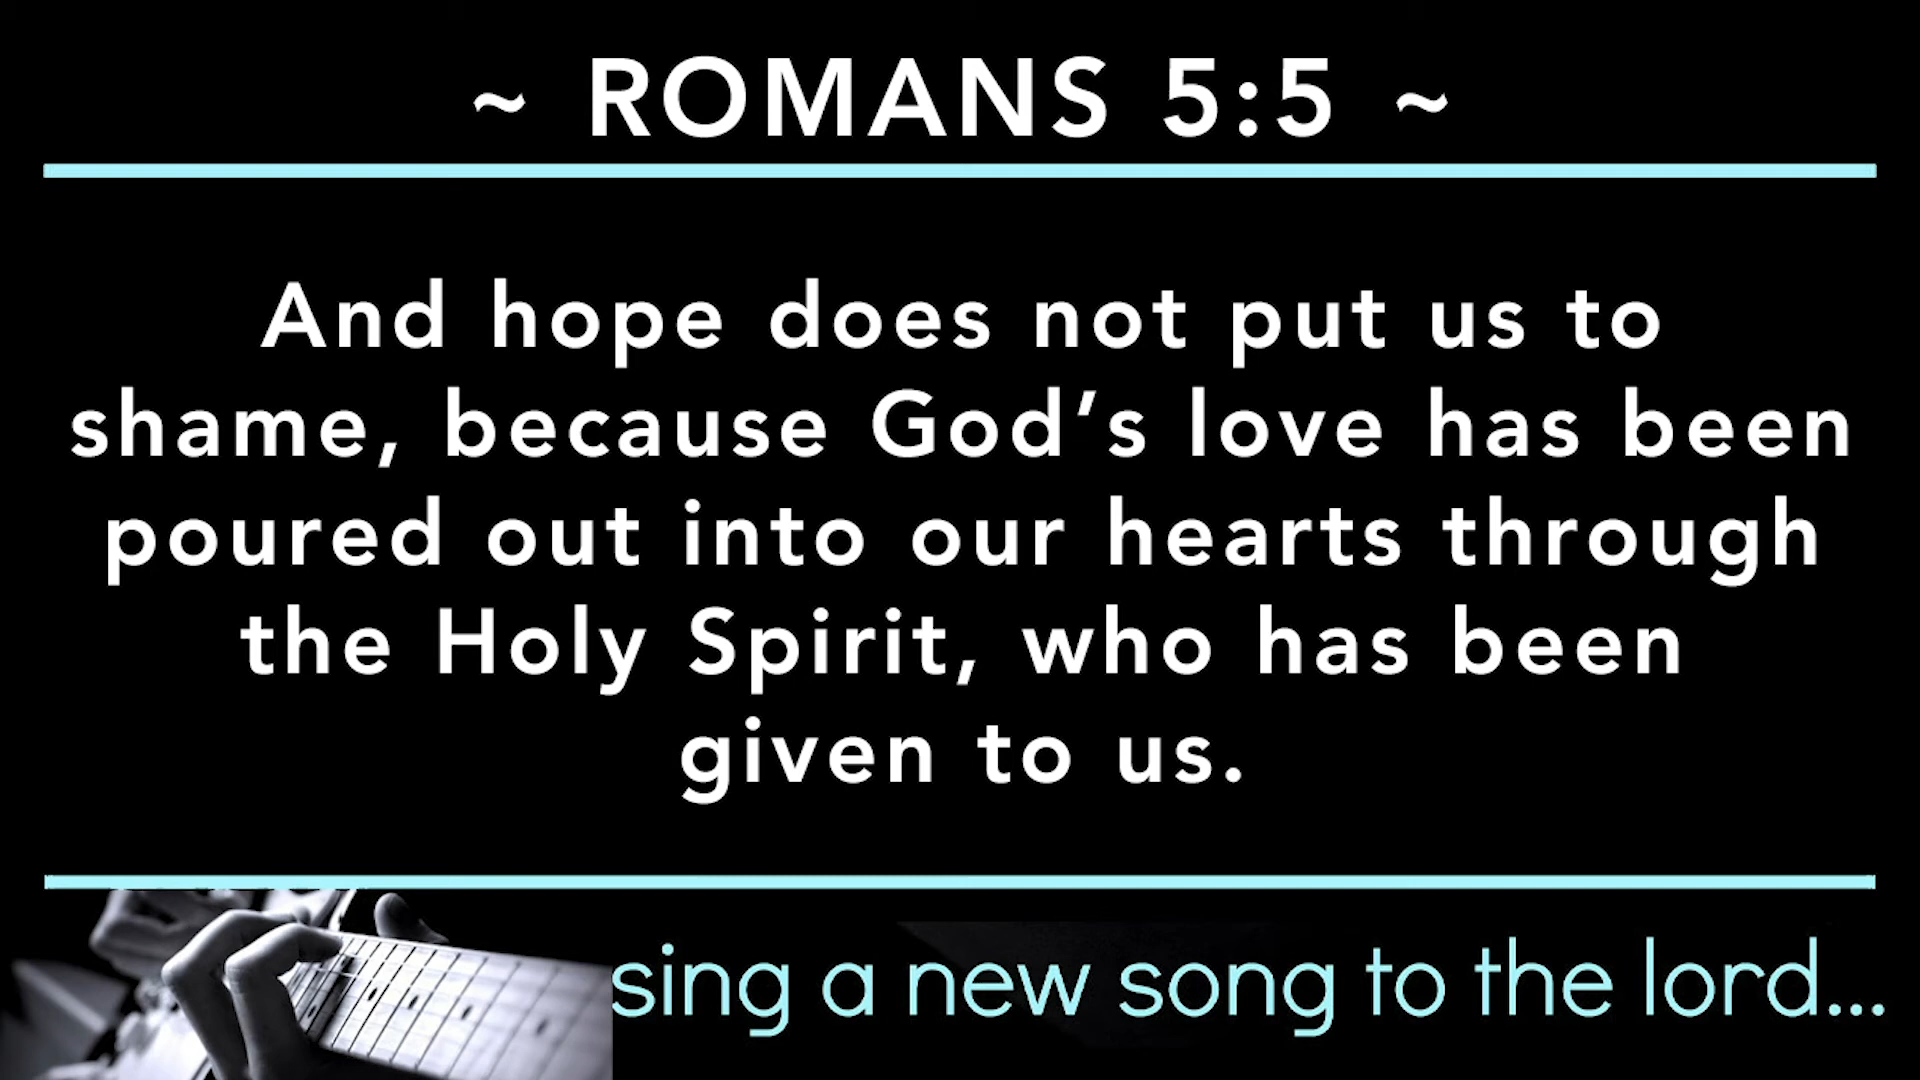 ~ ROMANS 5:5 ~
And hope does not put us to
shame, because God’s love has been
poured out into our hearts through
the Holy Spirit, who has been
given to us.
sing a new song to the lord...